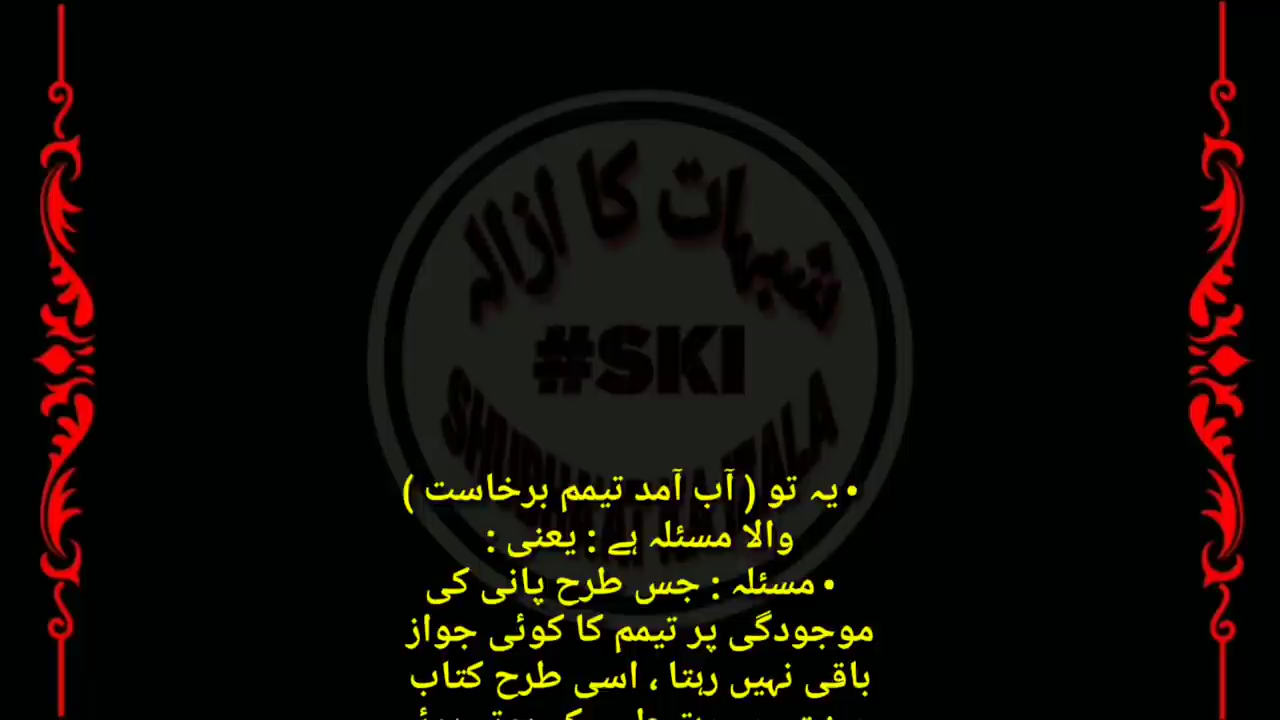 شبہات کا ازالہ
#SKI
• یہ تو ( آب آمد تیمم برخاست )
والا مسئلہ ہے : یعنی :
• مسئلہ : جس طرح پانی کی
موجودگی پر تیمم کا کوئی جواز
باقی نہیں رہتا ، اسی طرح کتاب